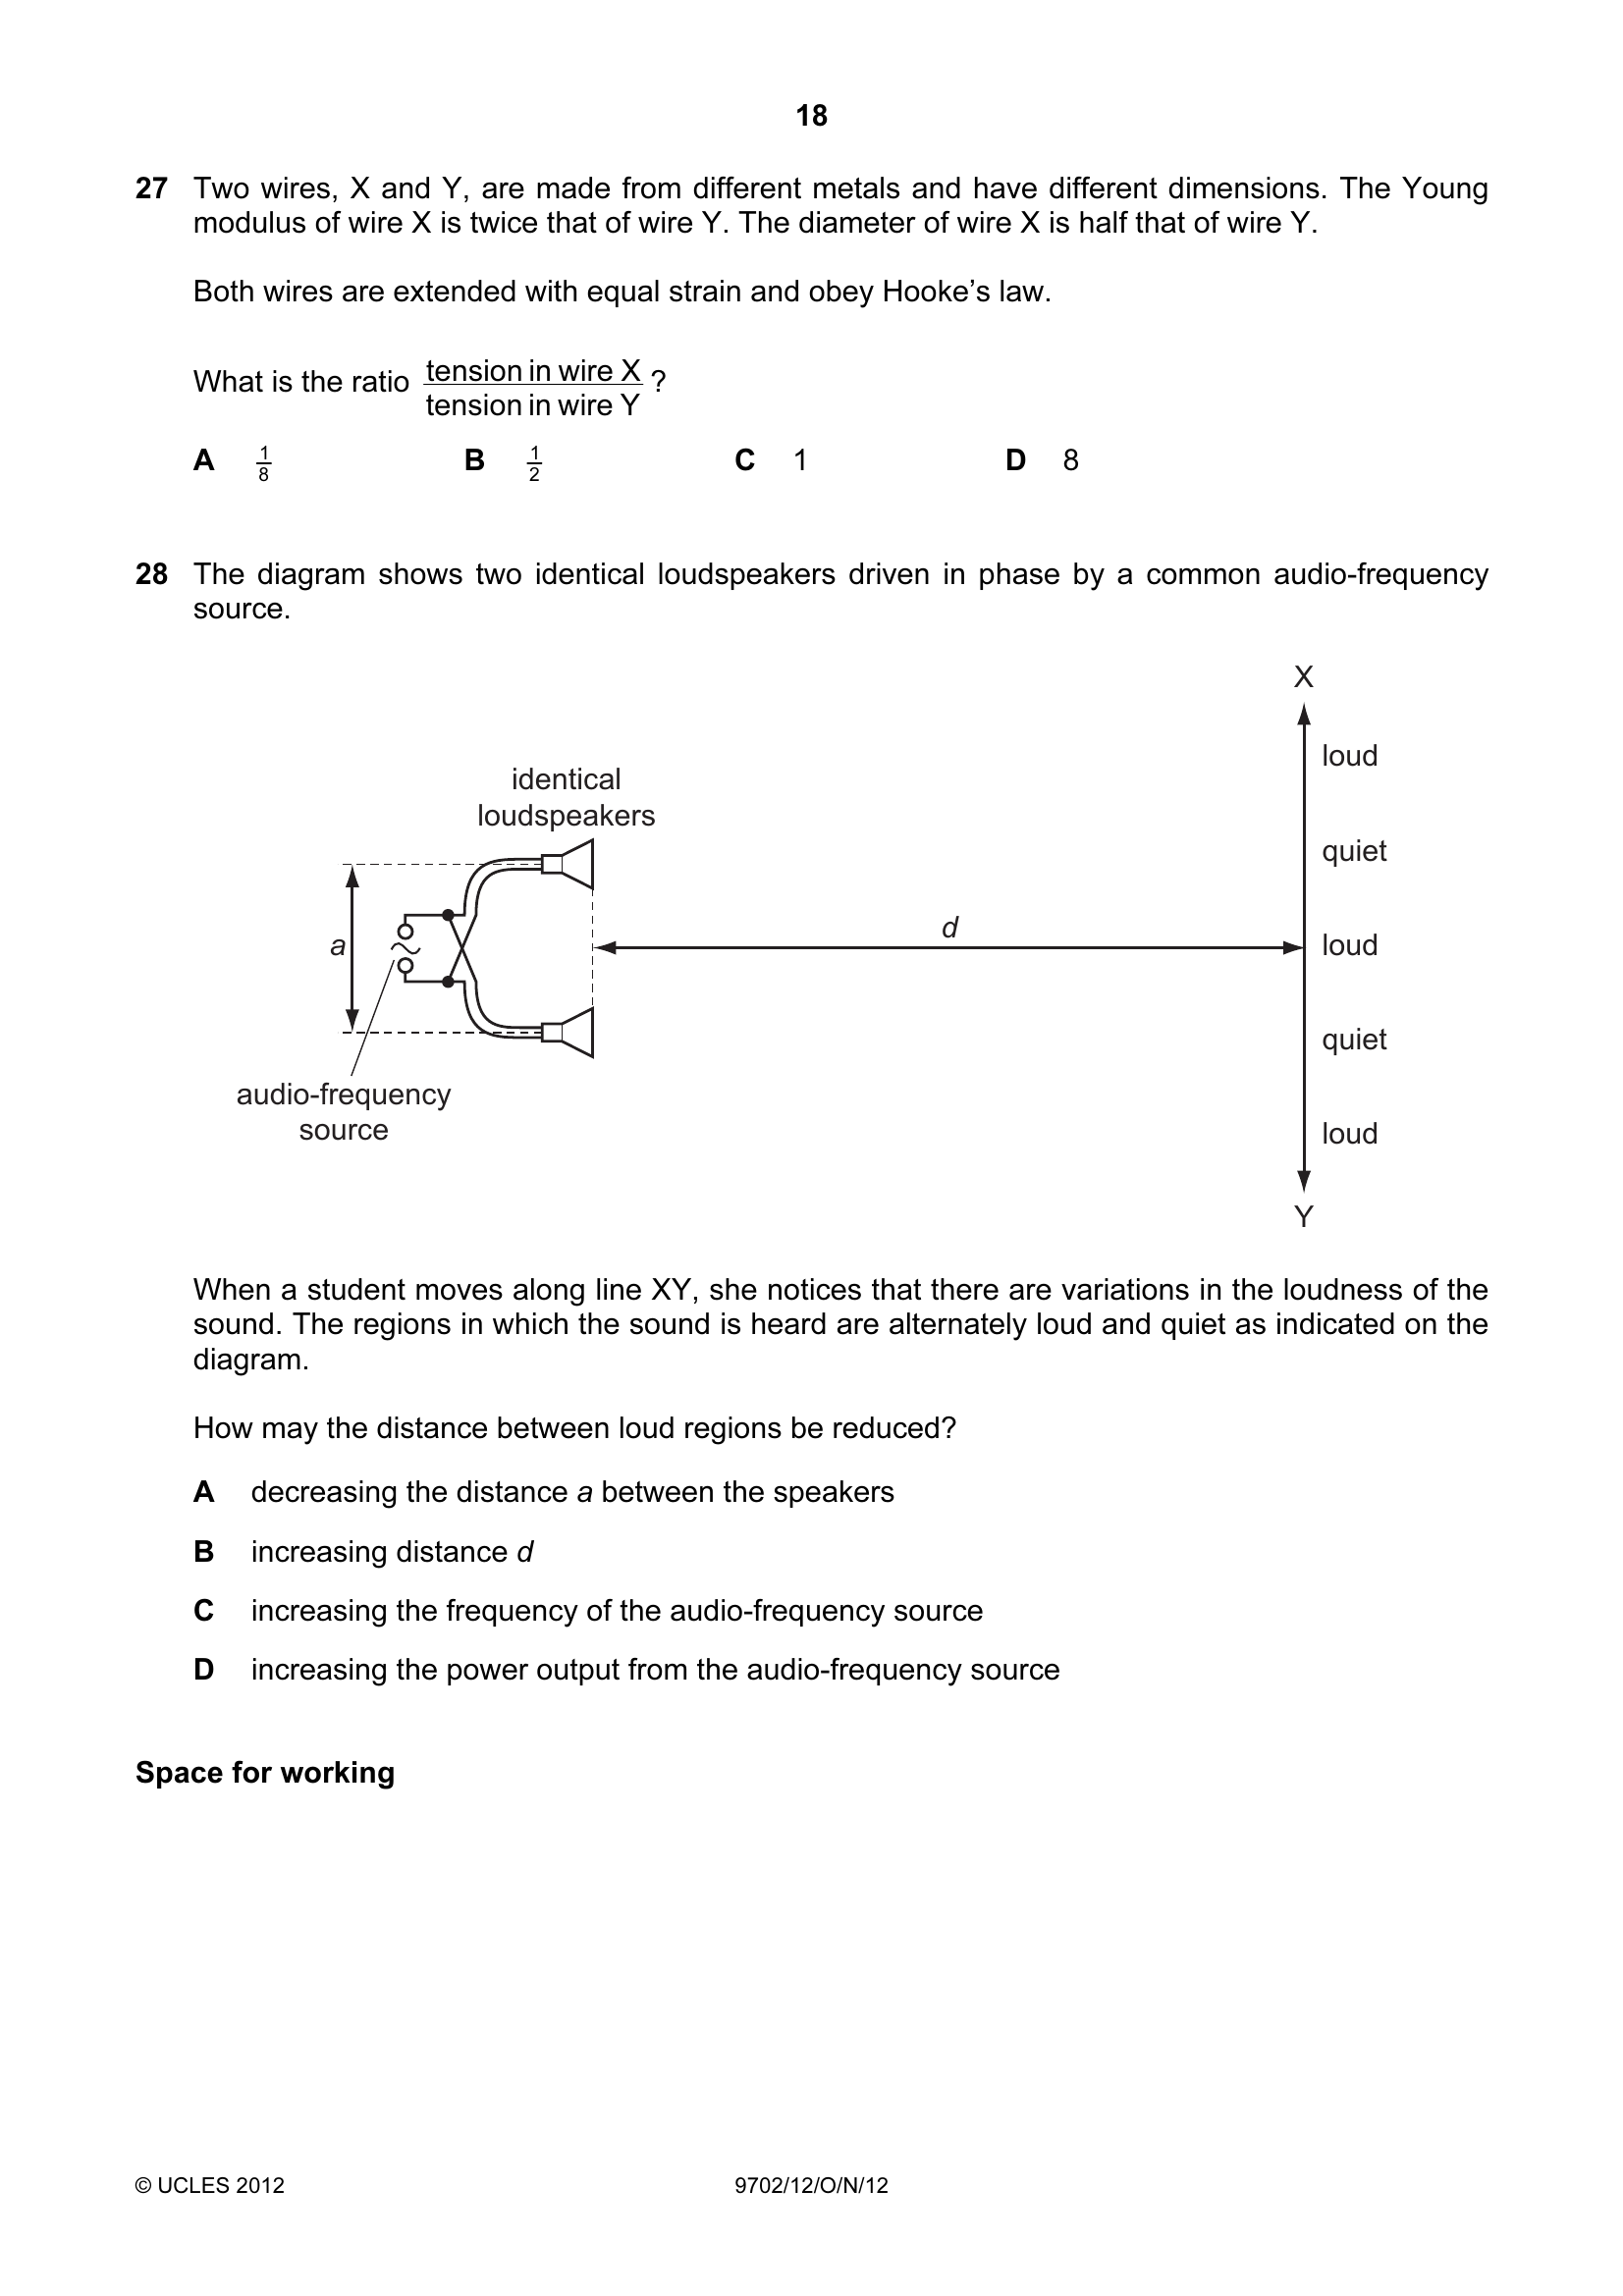 18
27 Two wires, X and Y, are made from different metals and have different dimensions. The Young
modulus of wire X is twice that of wire Y. The diameter of wire X is half that of wire Y.
Both wires are extended with equal strain and obey Hooke’s law.
What is the ratio tension in wire X / tension in wire Y ?
A 1/8 B 1/2 C 1 D 8
28 The diagram shows two identical loudspeakers driven in phase by a common audio-frequency
source.
X
loud
identical
loudspeakers
quiet
d
a
loud
quiet
audio-frequency
source
loud
Y
When a student moves along line XY, she notices that there are variations in the loudness of the
sound. The regions in which the sound is heard are alternately loud and quiet as indicated on the
diagram.
How may the distance between loud regions be reduced?
A decreasing the distance a between the speakers
B increasing distance d
C increasing the frequency of the audio-frequency source
D increasing the power output from the audio-frequency source
Space for working
© UCLES 2012 9702/12/O/N/12